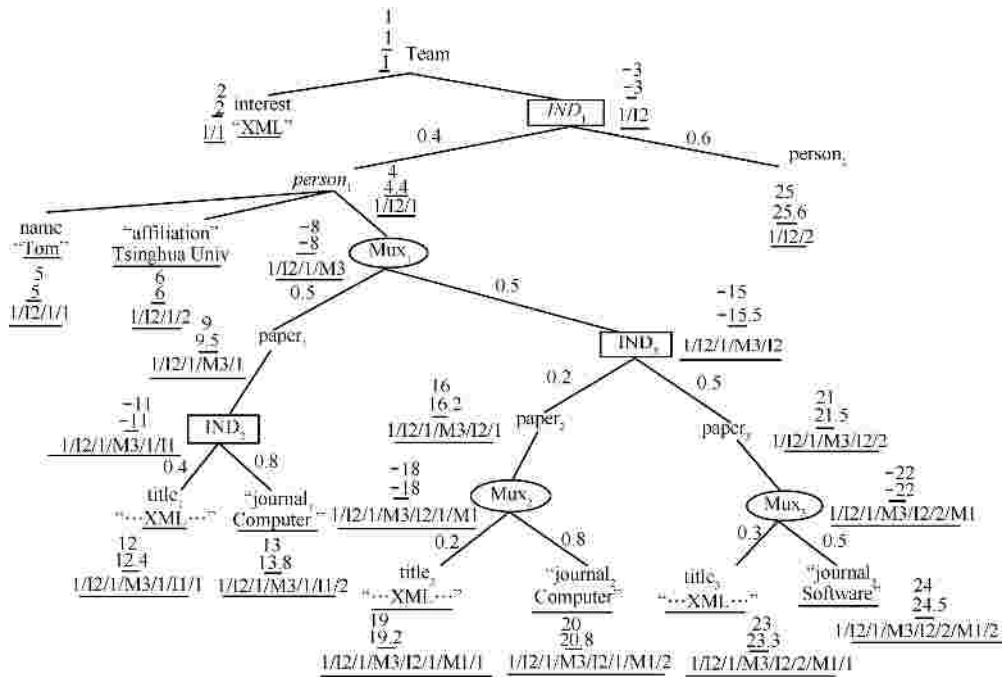 1
1
1
Team
2
2
1/1
interest
"XML"
-3
-3
1/I2
IND1
0.4
0.6
person1
4
4.4
1/I2/1
person2
25
25.6
1/I2/2
name
"Tom"
5
5
1/I2/1/1
"affiliation"
Tsinghua Univ
6
6
1/I2/1/2
-8
-8
1/I2/1/M3
Mux1
0.5
0.5
9
9.5
1/I2/1/M3/1
paper1
-15
-15.5
1/I2/1/M3/I2
0.2
0.5
-11
-11
1/I2/1/M3/1/I1
0.4
0.8
16
16.2
1/I2/1/M3/I2/1
paper2
21
21.5
1/I2/1/M3/I2/2
title1
"···XML···"
12
12.4
1/I2/1/M3/1/I1/1
"journal1
Computer"
13
13.8
1/I2/1/M3/1/I1/2
-18
-18
1/I2/1/M3/I2/1/M1
0.2
0.8
-22
-22
1/I2/1/M3/I2/2/M1
0.3
0.5
title2
"···XML···"
19
19.2
1/I2/1/M3/I2/1/M1/1
"journal2
Computer"
20
20.8
1/I2/1/M3/I2/1/M1/2
title3
"···XML···"
23
23.3
1/I2/1/M3/I2/2/M1/1
"journal
Software"
24
24.5
1/I2/1/M3/I2/2/M1/2